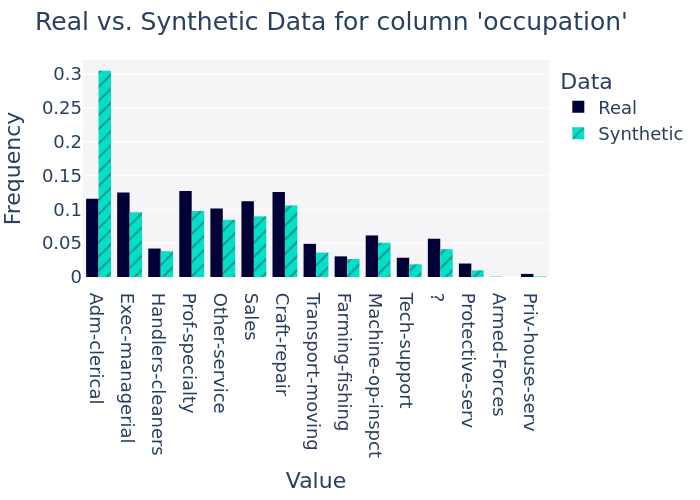 Real vs. Synthetic Data for column 'occupation'
Data
Real
Synthetic
Frequency
0.3
0.25
0.2
0.15
0.1
0.05
0
Adm-clerical
Exec-managerial
Handlers-cleaners
Prof-specialty
Other-service
Sales
Craft-repair
Transport-moving
Farming-fishing
Machine-op-inspct
Tech-support
?
Protective-serv
Armed-Forces
Priv-house-serv
Value